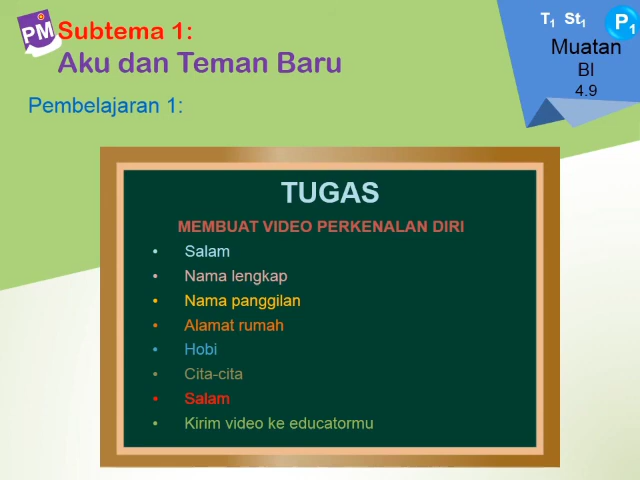 PM
Subtema 1:
Aku dan Teman Baru
Pembelajaran 1:
T1 St1 P1
Muatan
BI
4.9
TUGAS
MEMBUAT VIDEO PERKENALAN DIRI
• Salam
• Nama lengkap
• Nama panggilan
• Alamat rumah
• Hobi
• Cita-cita
• Salam
• Kirim video ke educatormu